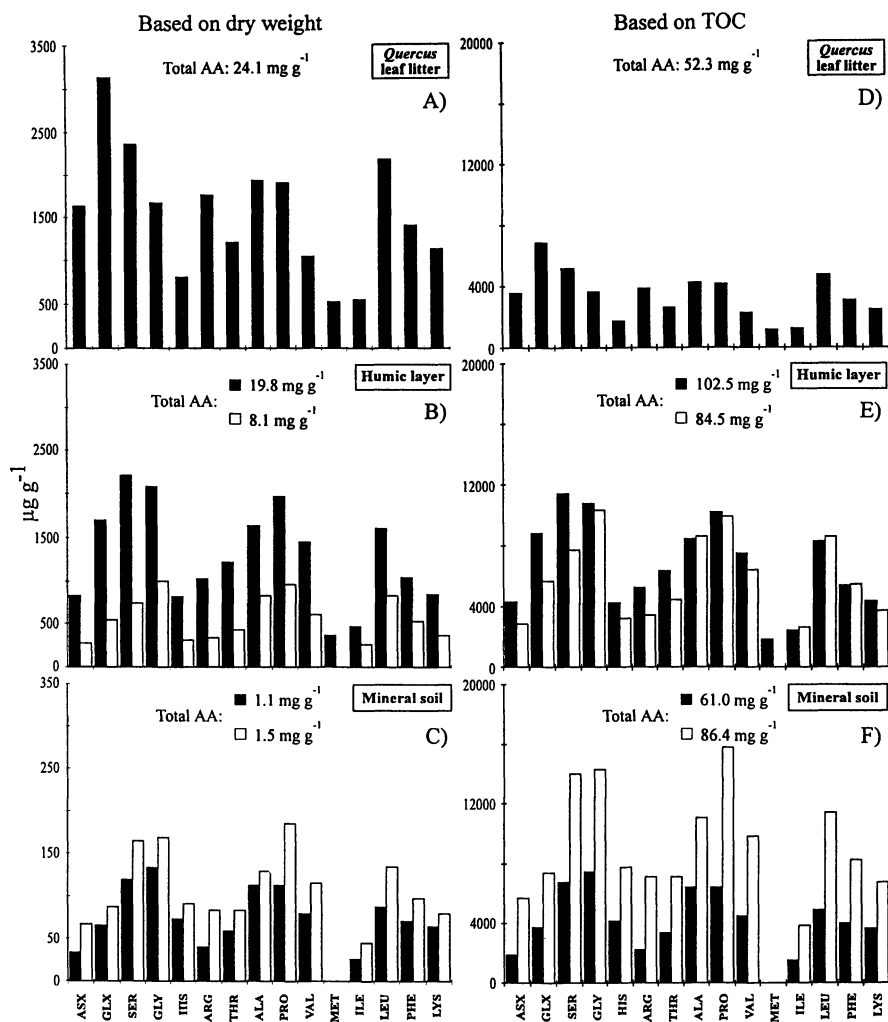 Based on dry weight
Based on TOC
3500
2500
1500
500
0
Total AA: 24.1 mg g⁻¹
Quercus
leaf litter
A)
20000
12000
4000
0
Total AA: 52.3 mg g⁻¹
Quercus
leaf litter
D)
µg g⁻¹
3500
2500
1500
500
0
Total AA:
19.8 mg g⁻¹
8.1 mg g⁻¹
Humic layer
B)
20000
12000
4000
0
Total AA:
102.5 mg g⁻¹
84.5 mg g⁻¹
Humic layer
E)
350
250
150
50
0
Total AA:
1.1 mg g⁻¹
1.5 mg g⁻¹
Mineral soil
C)
20000
12000
4000
0
Total AA:
61.0 mg g⁻¹
86.4 mg g⁻¹
Mineral soil
F)
ASX GLX SER GLY HIS ARG THR ALA PRO VAL MET ILE LEU PHE LYS
ASX GLX SER GLY HIS ARG THR ALA PRO VAL MET ILE LEU PHE LYS